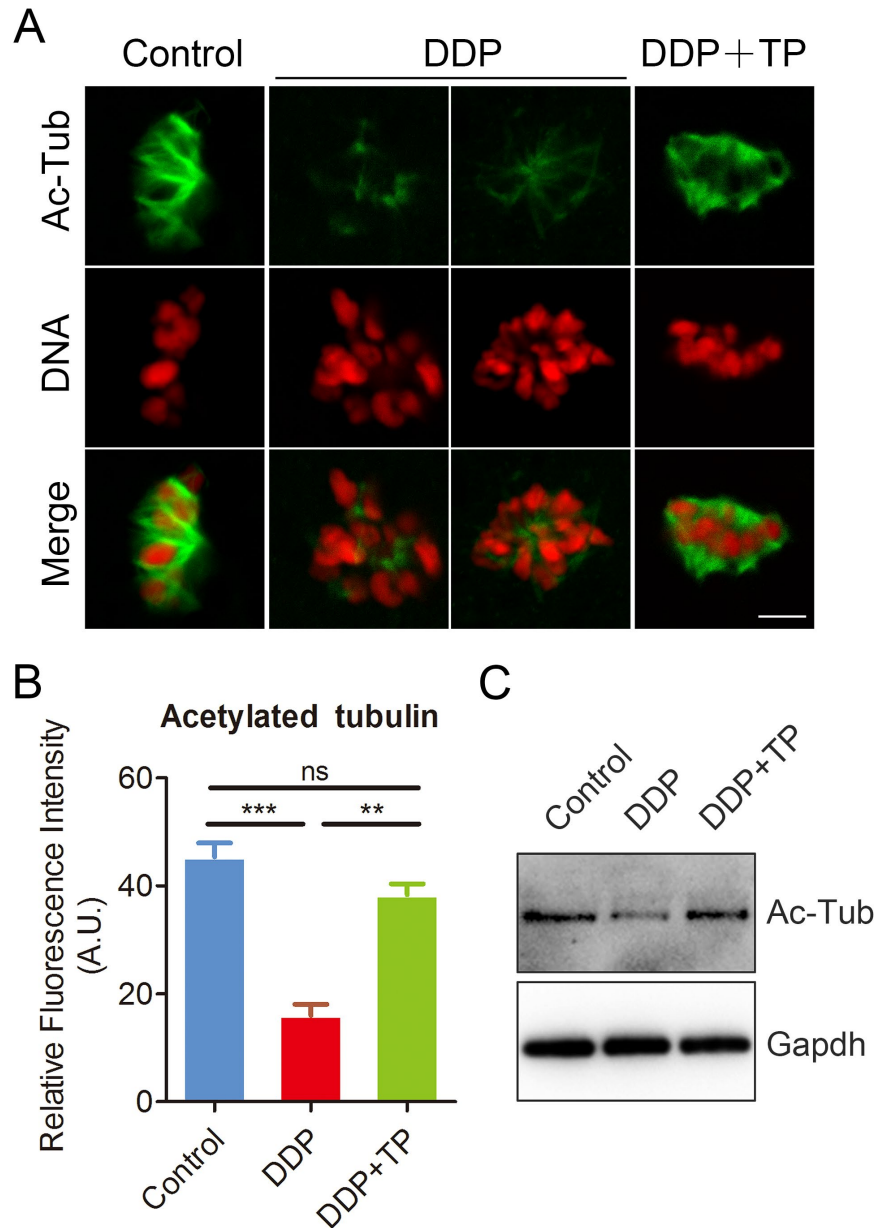 A
Control
DDP
DDP+TP
Ac-Tub
DNA
Merge
B
Acetylated tubulin
Relative Fluorescence Intensity
(A.U.)
60
40
20
0
ns
***
**
Control
DDP
DDP+TP
C
Control
DDP
DDP+TP
Ac-Tub
Gapdh